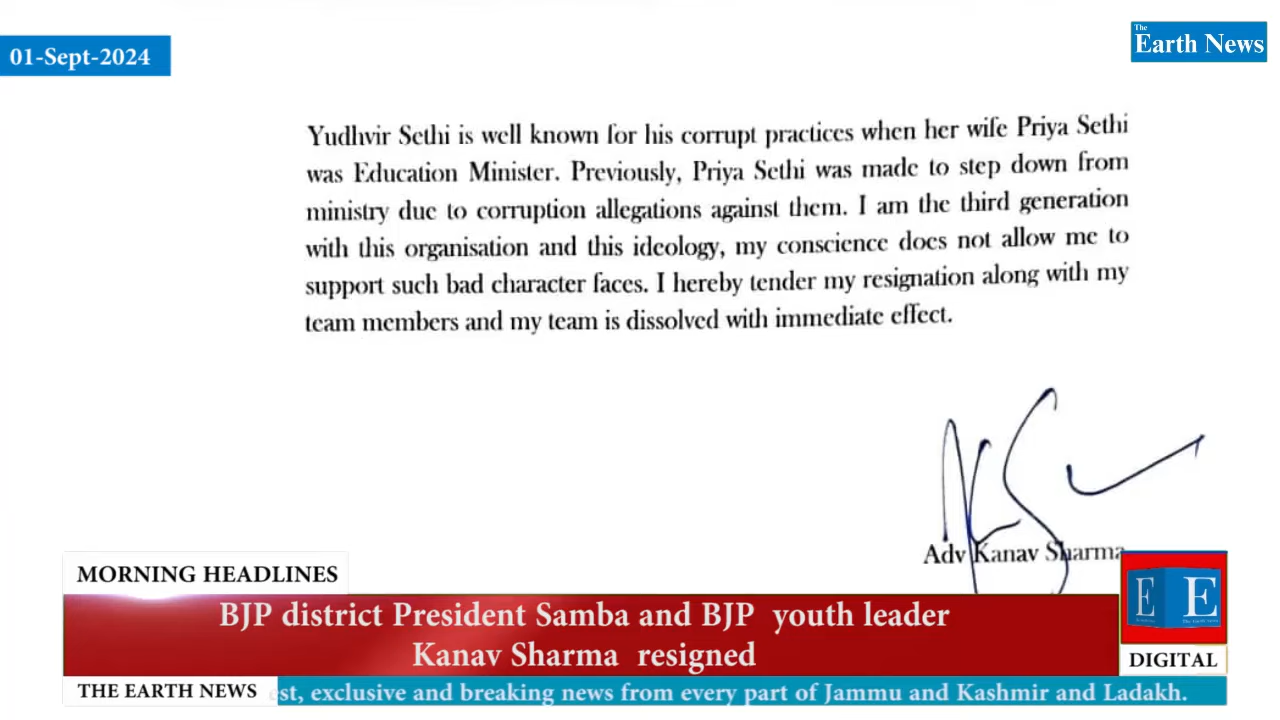 The
Earth News
01-Sept-2024
Yudhvir Sethi is well known for his corrupt practices when her wife Priya Sethi
was Education Minister. Previously, Priya Sethi was made to step down from
ministry due to corruption allegations against them. I am the third generation
with this organisation and this ideology, my conscience does not allow me to
support such bad character faces. I hereby tender my resignation along with my
team members and my team is dissolved with immediate effect.
Adv Kanav Sharma
MORNING HEADLINES
BJP district President Samba and BJP youth leader
Kanav Sharma resigned
E E
DIGITAL
THE EARTH NEWS
est, exclusive and breaking news from every part of Jammu and Kashmir and Ladakh.